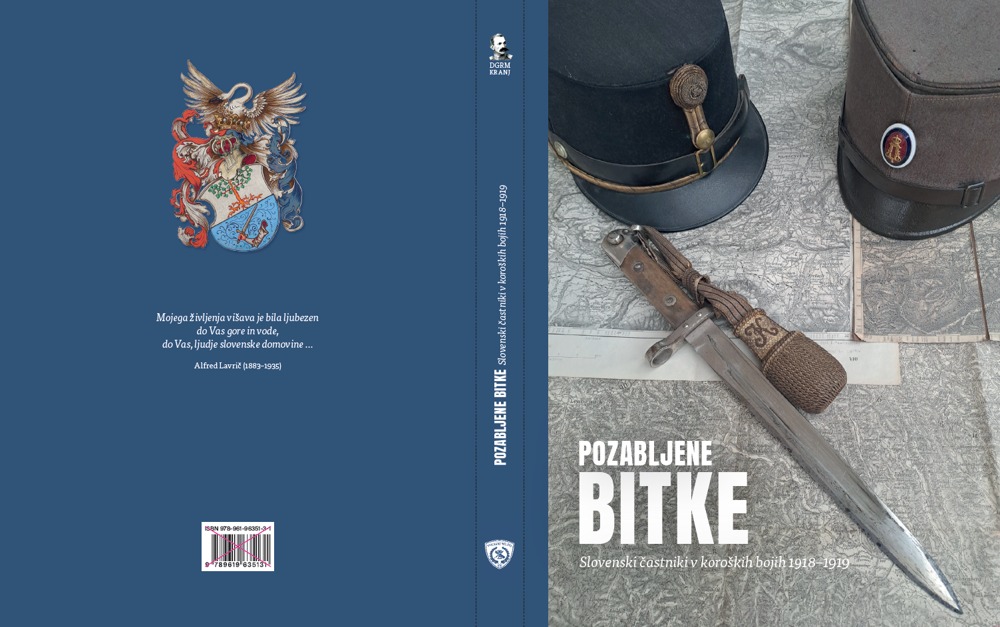 Mojega življenja višava je bila ljubezen
do Vas gore in vode,
do Vas, ljudje slovenske domovine ...
Alfred Lavrič (1883–1935)
ISBN 978-961-96351-3-1
9 789619 635131
DGRM
KRANJ
POZABLJENE BITKE Slovenski častniki v koroških bojih 1918–1919
POZABLJENE
BITKE
Slovenski častniki v koroških bojih 1918–1919